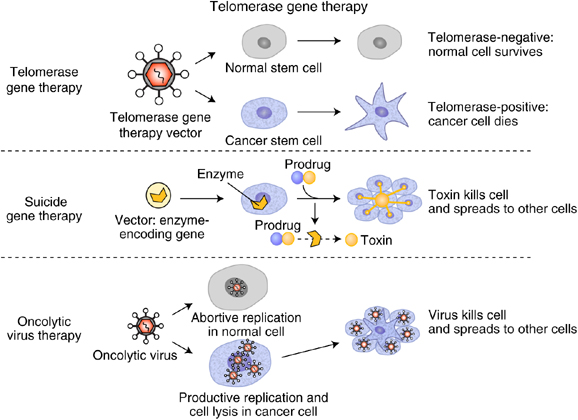 Telomerase gene therapy
Telomerase
gene therapy
Telomerase gene
therapy vector
Normal stem cell
Telomerase-negative:
normal cell survives
Cancer stem cell
Telomerase-positive:
cancer cell dies
Suicide
gene therapy
Vector: enzyme-
encoding gene
Enzyme
Prodrug
Prodrug
Toxin
Toxin kills cell
and spreads to other cells
Oncolytic
virus therapy
Oncolytic virus
Abortive replication
in normal cell
Productive replication and
cell lysis in cancer cell
Virus kills cell
and spreads to other cells